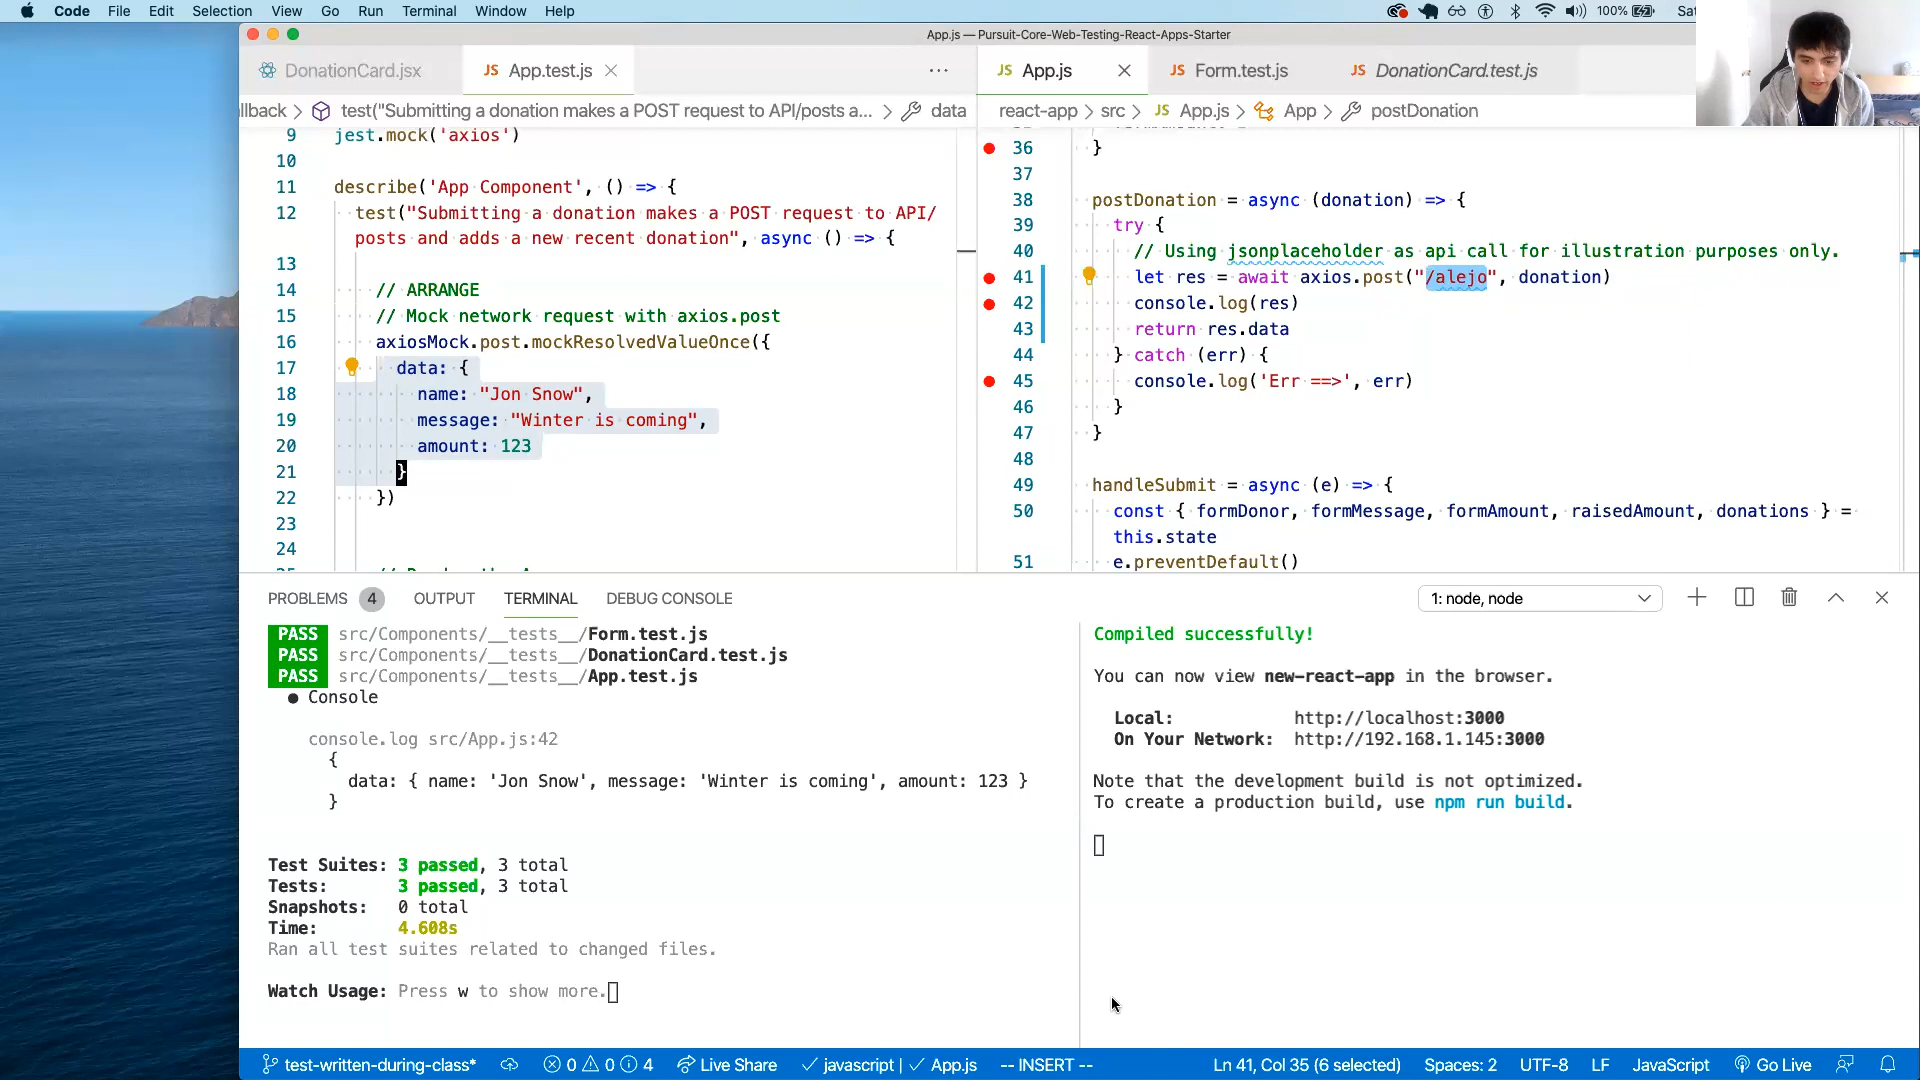 Code File Edit Selection View Go Run Terminal Window Help 100% Sat
App.js — Pursuit-Core-Web-Testing-React-Apps-Starter
DonationCard.jsx JS App.test.js ··· JS App.js JS Form.test.js JS DonationCard.test.js
llback > test("Submitting a donation makes a POST request to API/posts a... > data
react-app > src > JS App.js > App > postDonation
9 jest.mock('axios')
10
11 describe('App Component', () => {
12 test("Submitting a donation makes a POST request to API/
posts and adds a new recent donation", async () => {
13
14 // ARRANGE
15 // Mock network request with axios.post
16 axiosMock.post.mockResolvedValueOnce({
17 data: {
18 name: "Jon Snow",
19 message: "Winter is coming",
20 amount: 123
21 }
22 })
23
24
36 }
37
38 postDonation = async (donation) => {
39 try {
40 // Using jsonplaceholder as api call for illustration purposes only.
41 let res = await axios.post("/alejo", donation)
42 console.log(res)
43 return res.data
44 } catch (err) {
45 console.log('Err ==>', err)
46 }
47 }
48
49 handleSubmit = async (e) => {
50 const { formDonor, formMessage, formAmount, raisedAmount, donations } =
this.state
51 e.preventDefault()
PROBLEMS 4 OUTPUT TERMINAL DEBUG CONSOLE 1: node, node
PASS src/Components/__tests__/Form.test.js
PASS src/Components/__tests__/DonationCard.test.js
PASS src/Components/__tests__/App.test.js
● Console
console.log src/App.js:42
{
data: { name: 'Jon Snow', message: 'Winter is coming', amount: 123 }
}
Test Suites: 3 passed, 3 total
Tests: 3 passed, 3 total
Snapshots: 0 total
Time: 4.608s
Ran all test suites related to changed files.
Watch Usage: Press w to show more.
Compiled successfully!
You can now view new-react-app in the browser.
Local: http://localhost:3000
On Your Network: http://192.168.1.145:3000
Note that the development build is not optimized.
To create a production build, use npm run build.
test-written-during-class* 0 0 4 Live Share javascript | App.js -- INSERT -- Ln 41, Col 35 (6 selected) Spaces: 2 UTF-8 LF JavaScript Go Live